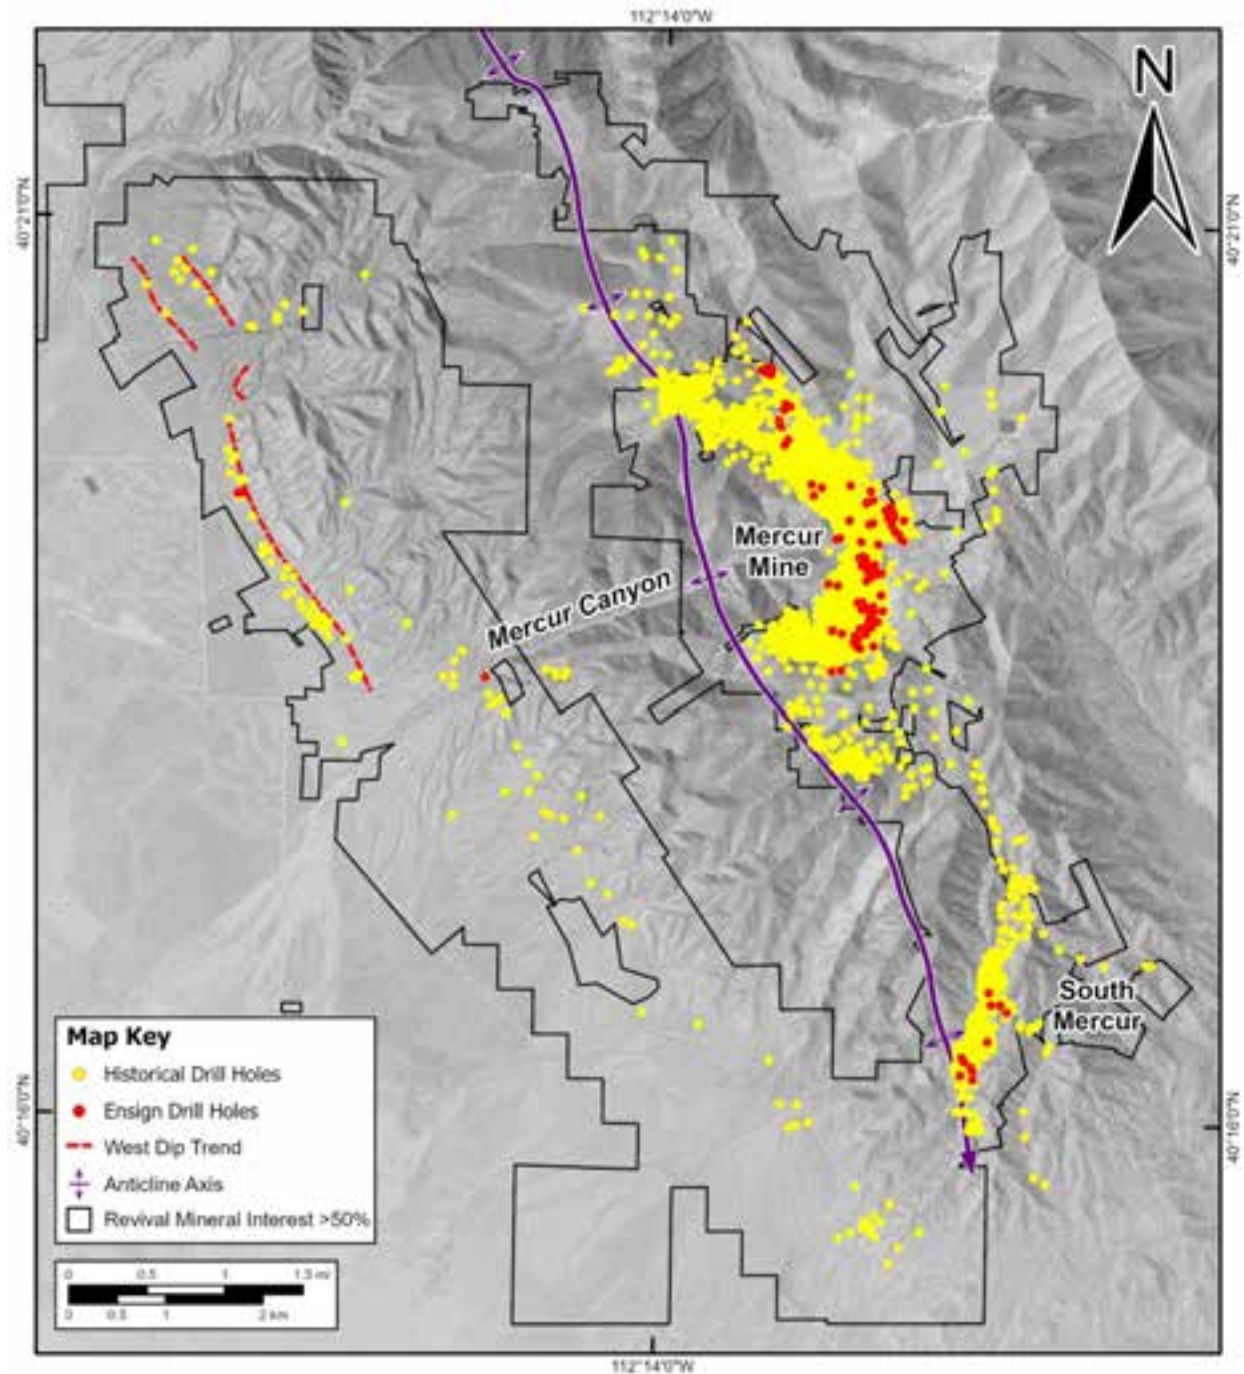 112°14'0"W
N
40°21'0"N
40°21'0"N
Mercur
Mine
Mercur Canyon
South
Mercur
Map Key
Historical Drill Holes
Ensign Drill Holes
West Dip Trend
Anticline Axis
Revival Mineral Interest >50%
40°16'0"N
40°16'0"N
0 0.5 1 1.5 mi
0 0.5 1 2 km
112°14'0"W